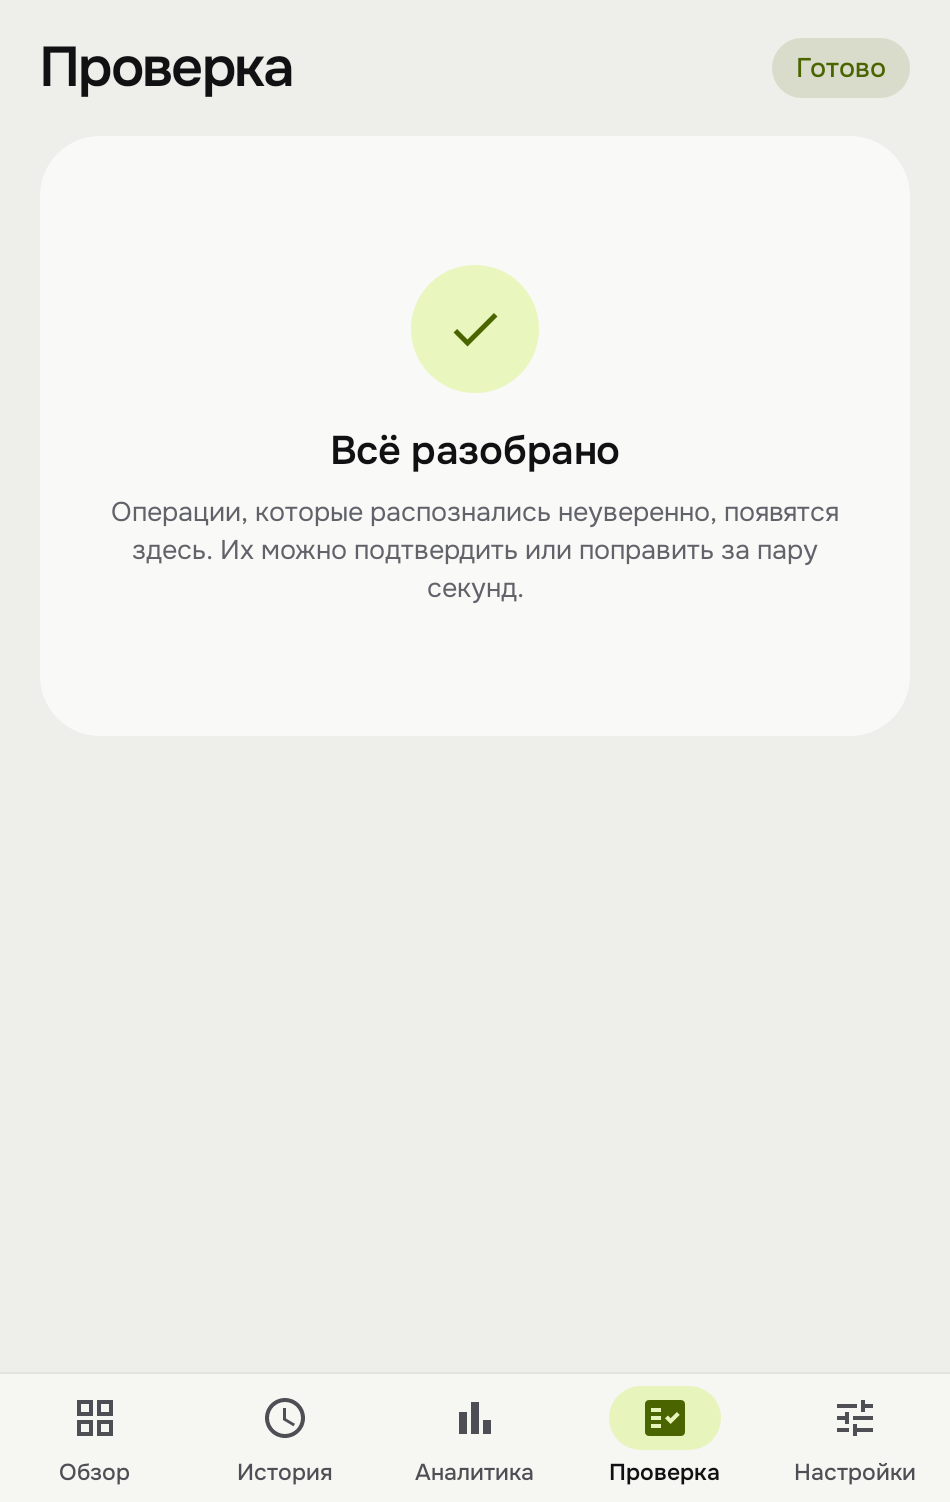 Проверка
Готово
Всё разобрано
Операции, которые распознались неуверенно, появятся
здесь. Их можно подтвердить или поправить за пару
секунд.
Обзор
История
Аналитика
Проверка
Настройки